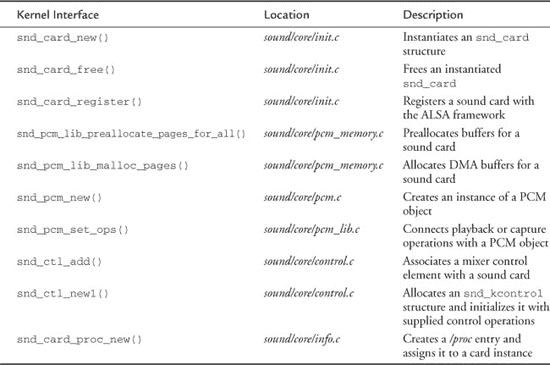 Kernel Interface Location Description
snd_card_new() sound/core/init.c Instantiates an snd_card
structure
snd_card_free() sound/core/init.c Frees an instantiated
snd_card
snd_card_register() sound/core/init.c Registers a sound card with
the ALSA framework
snd_pcm_lib_preallocate_pages_for_all() sound/core/pcm_memory.c Preallocates buffers for a
sound card
snd_pcm_lib_malloc_pages() sound/core/pcm_memory.c Allocates DMA buffers for a
sound card
snd_pcm_new() sound/core/pcm.c Creates an instance of a PCM
object
snd_pcm_set_ops() sound/core/pcm_lib.c Connects playback or capture
operations with a PCM object
snd_ctl_add() sound/core/control.c Associates a mixer control
element with a sound card
snd_ctl_new1() sound/core/control.c Allocates an snd_kcontrol
structure and initializes it with
supplied control operations
snd_card_proc_new() sound/core/info.c Creates a /proc entry and
assigns it to a card instance